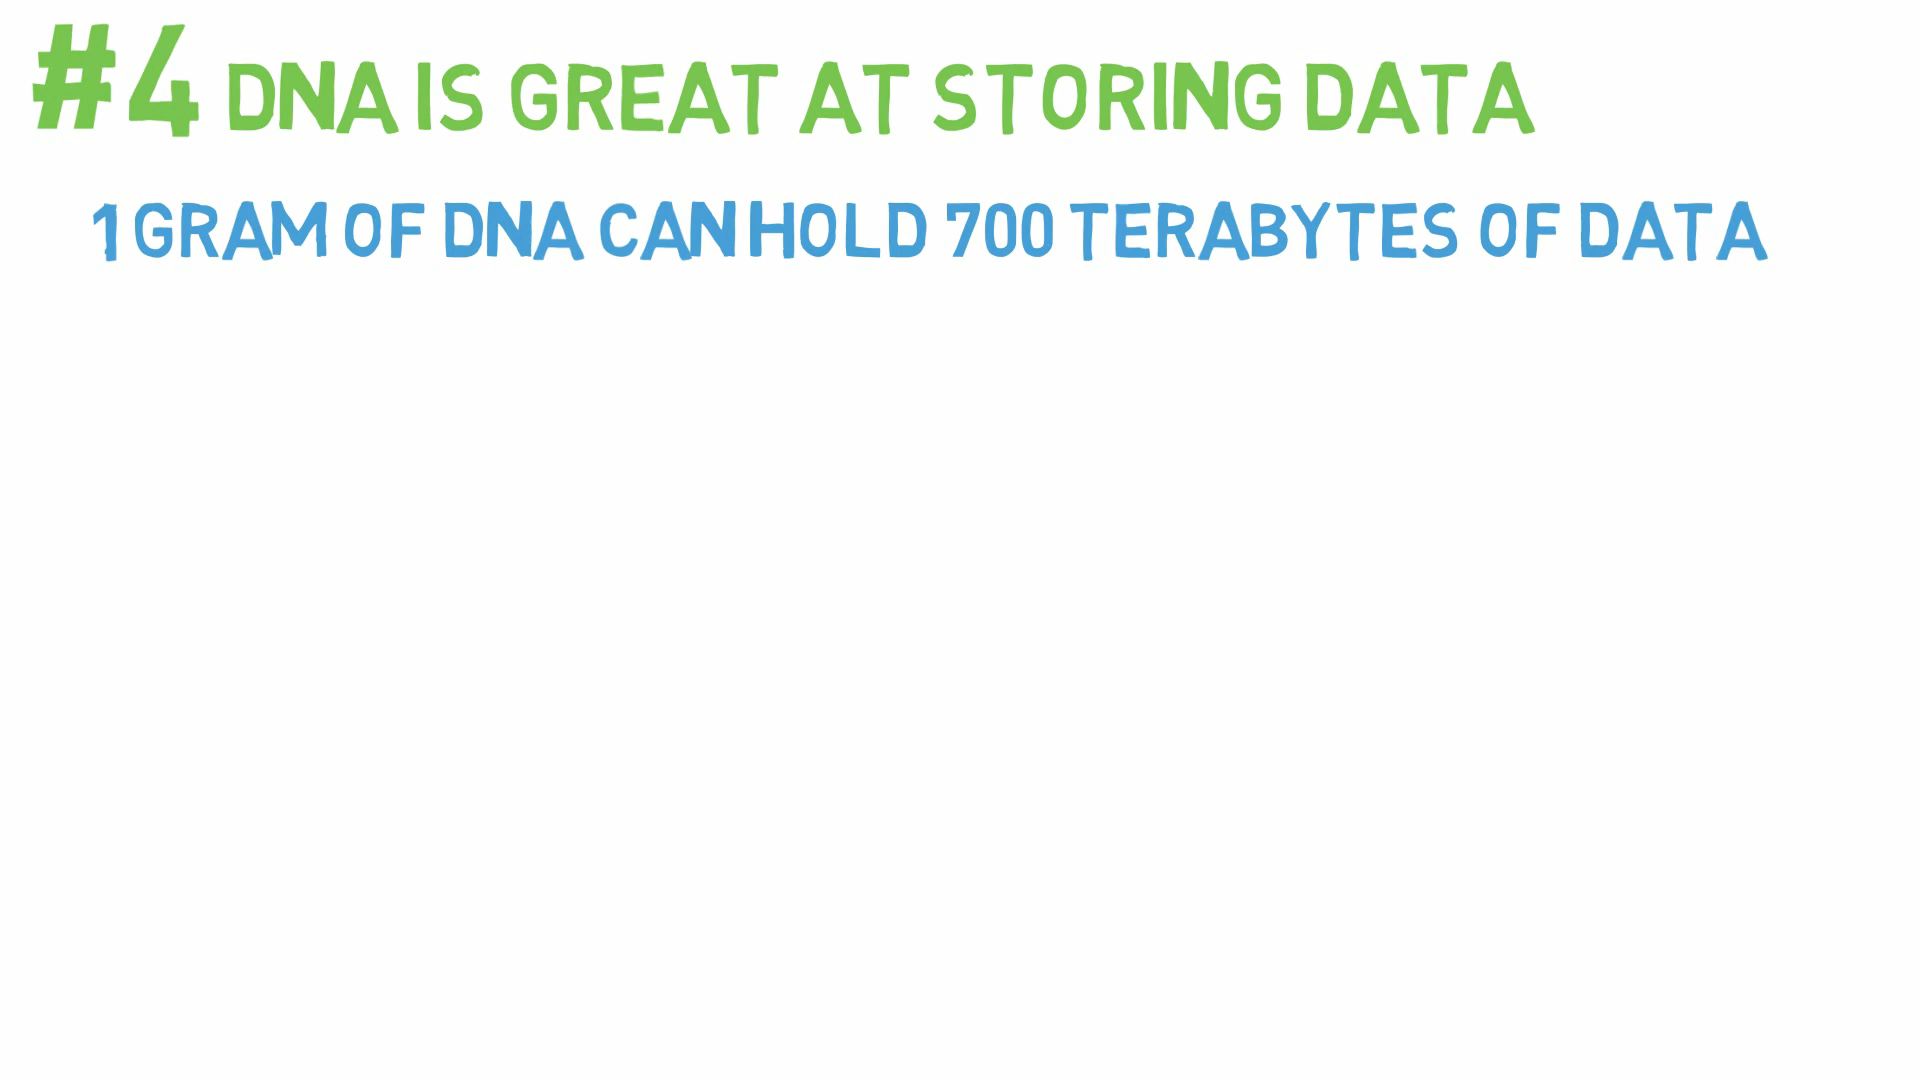 #4 DNA IS GREAT AT STORING DATA
1 GRAM OF DNA CAN HOLD 700 TERABYTES OF DATA